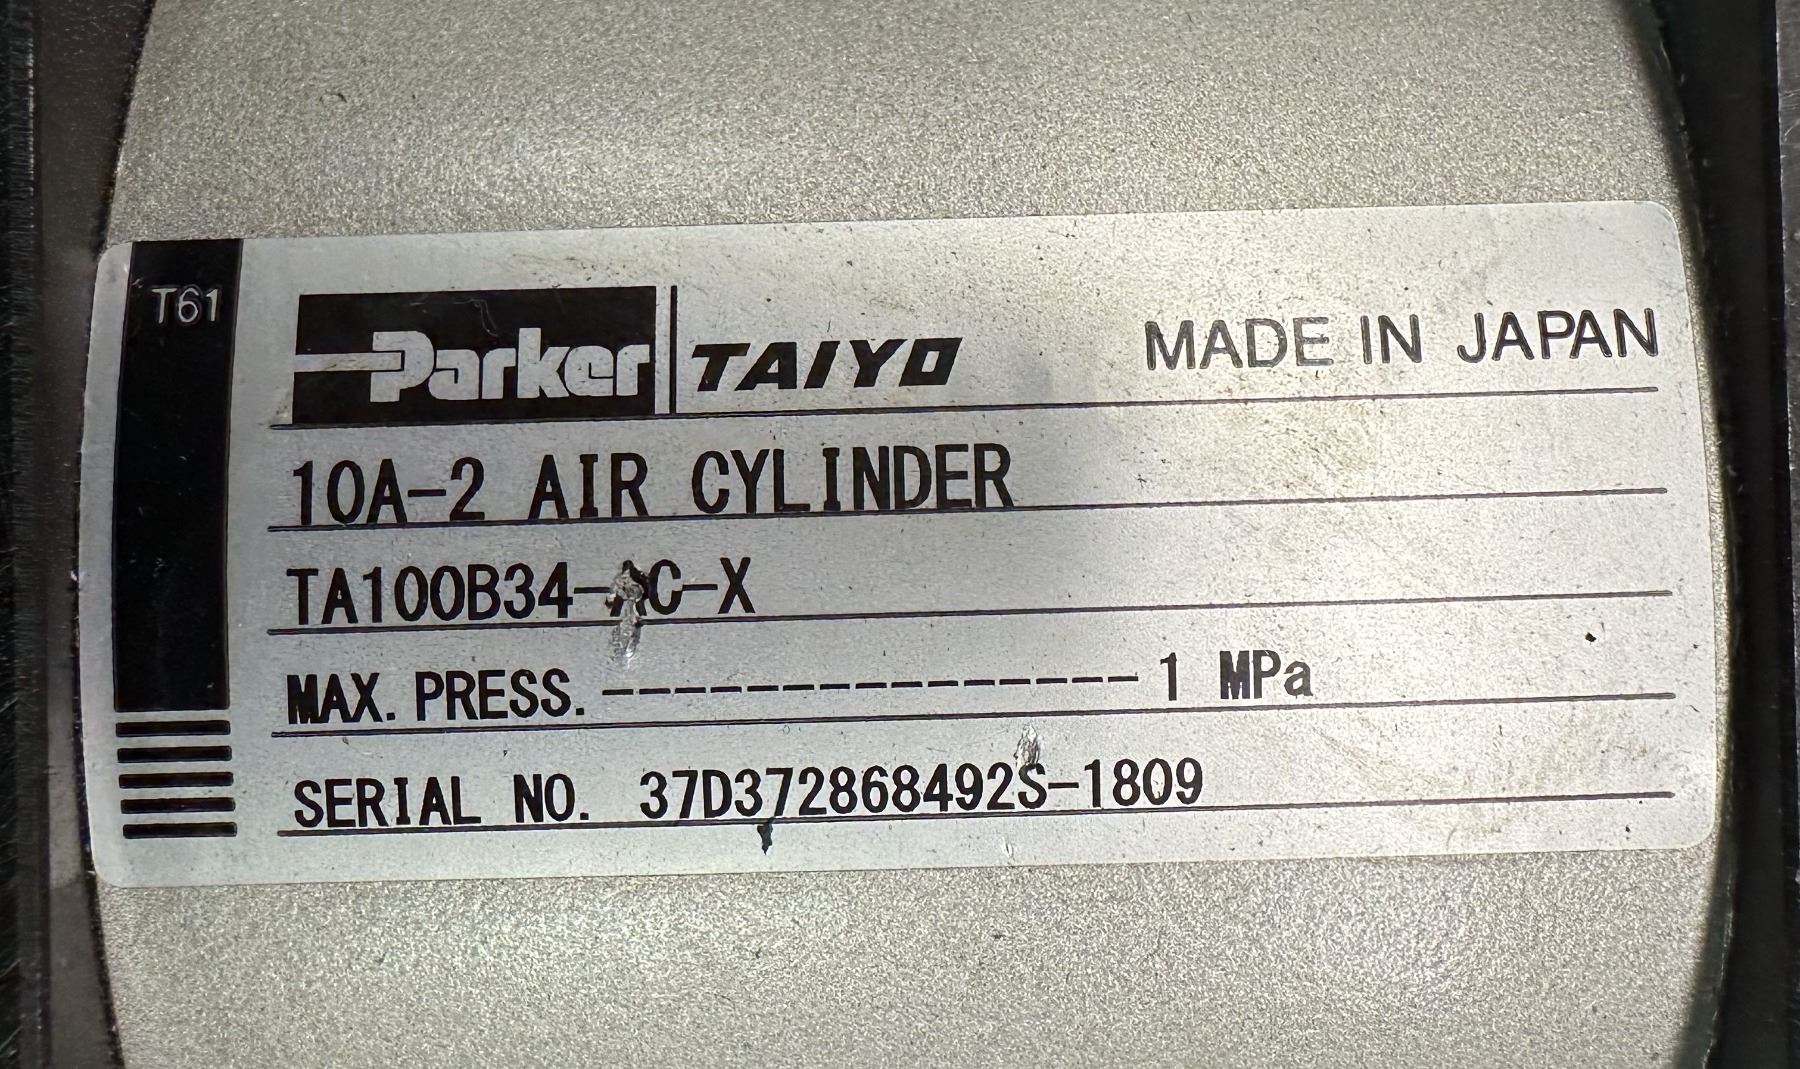 T61
Parker TAIYO MADE IN JAPAN
10A-2 AIR CYLINDER
TA100B34-AC-X
MAX. PRESS. --------------- 1 MPa
SERIAL NO. 37D372868492S-1809